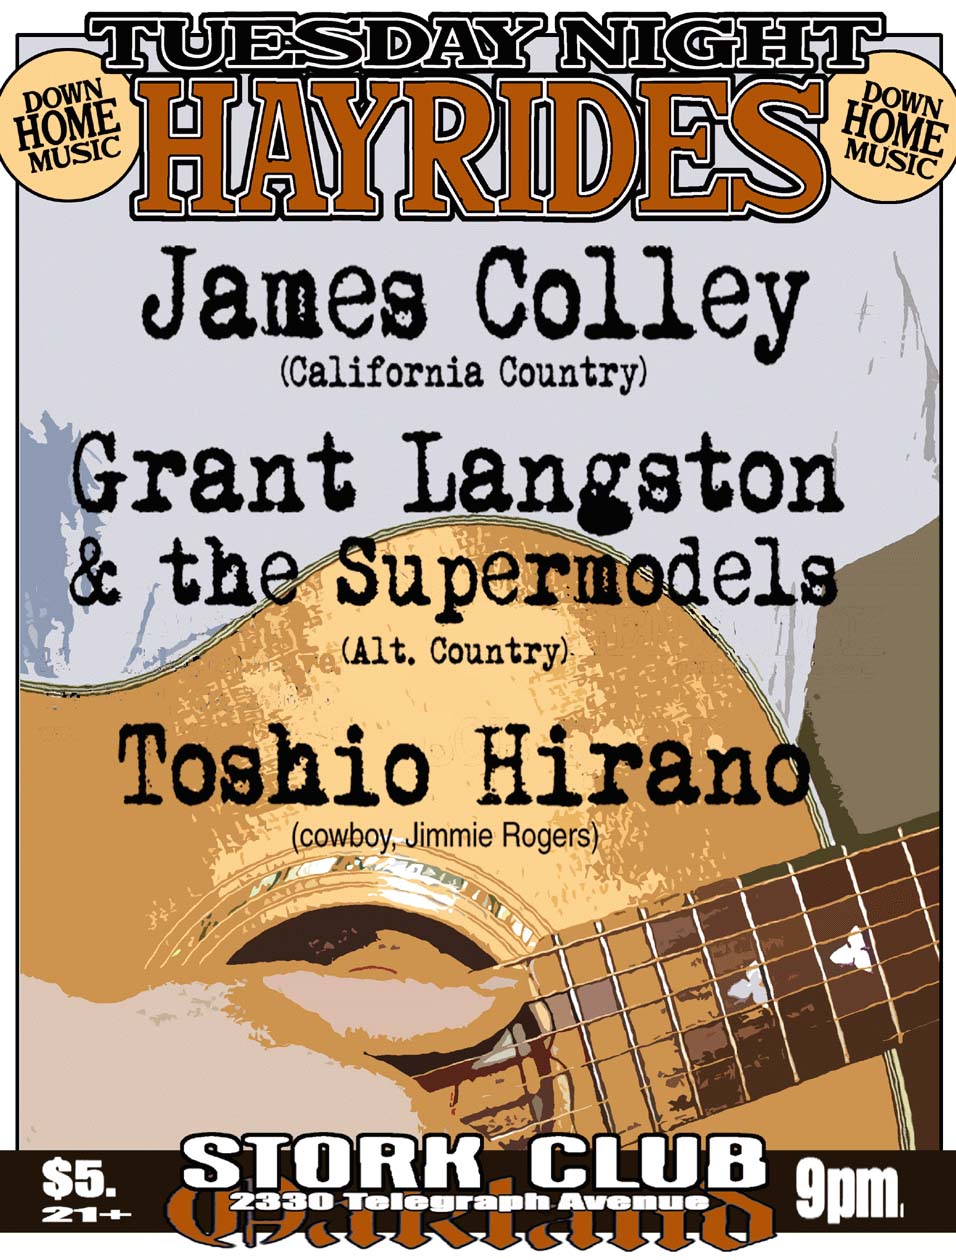 TUESDAY NIGHT
HAYRIDES
DOWN
HOME
MUSIC
DOWN
HOME
MUSIC
James Colley
(California Country)
Grant Langston
& the Supermodels
(Alt. Country)
Toshio Hirano
(cowboy, Jimmie Rogers)
STORK CLUB
2330 Telegraph Avenue
Oakland
$5.
21+
9pm.